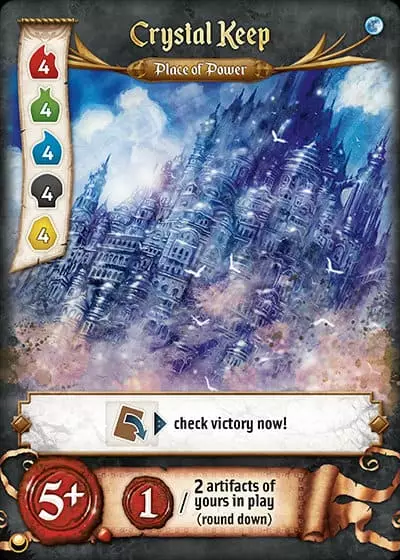 Crystal Keep
Place of Power
4
4
4
4
4
check victory now!
5+
1 / 2 artifacts of
yours in play
(round down)